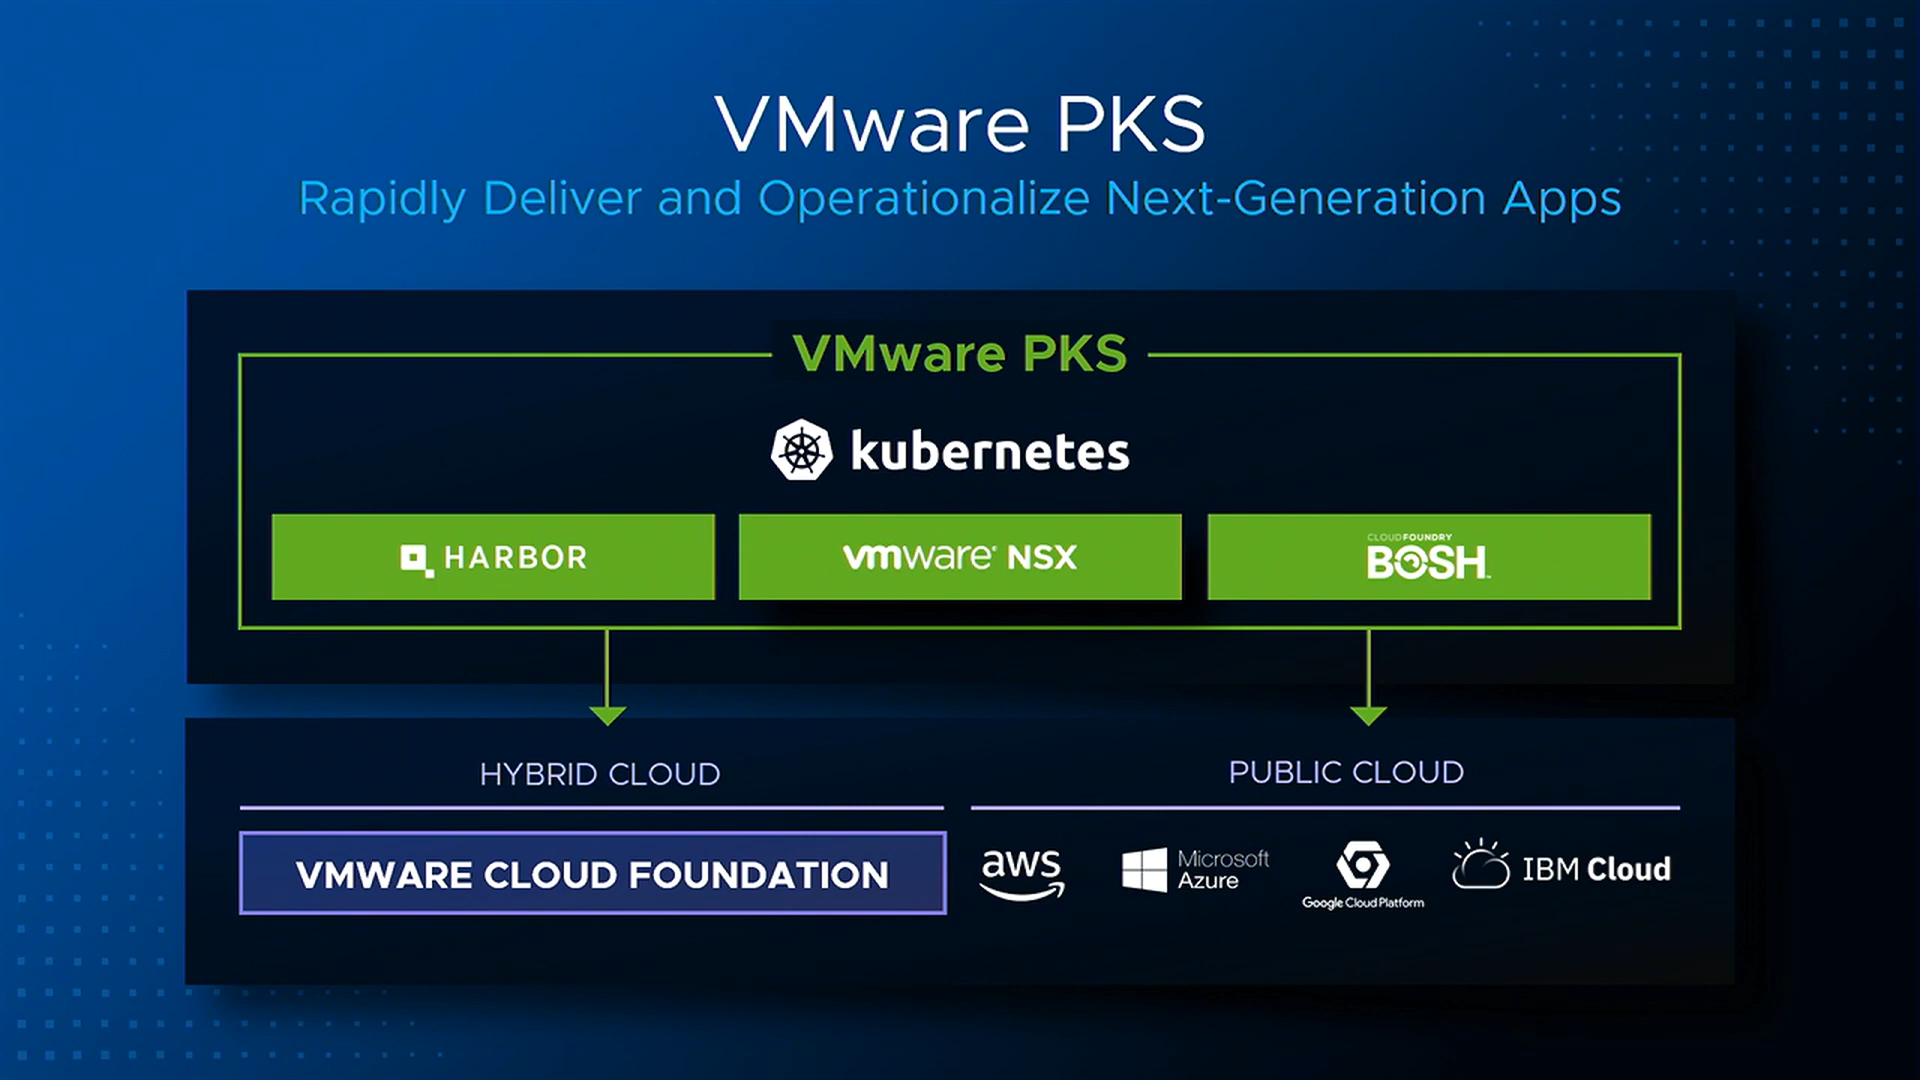 VMware PKS
Rapidly Deliver and Operationalize Next-Generation Apps
VMware PKS
kubernetes
HARBOR
vmware® NSX
CLOUDFOUNDRY
BOSH™
HYBRID CLOUD
PUBLIC CLOUD
VMWARE CLOUD FOUNDATION
aws
Microsoft
Azure
Google Cloud Platform
IBM Cloud